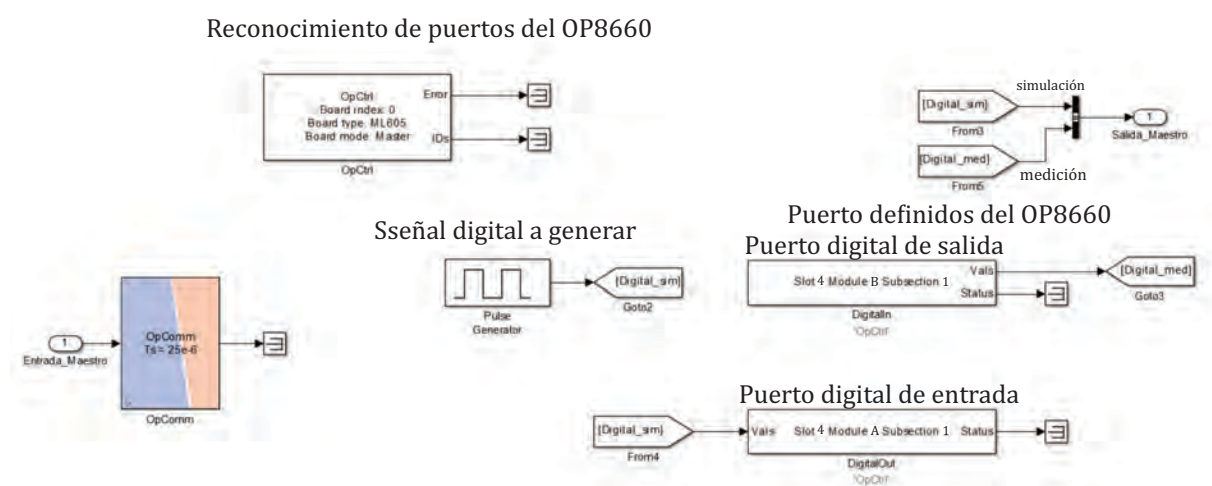 Reconocimiento de puertos del OP8660
OpCtrl
Board index: 0
Board type: ML605
Board mode: Master
Error
IDs
OpCtrl
[Digital_sim]
From3
simulación
[Digital_med]
From5
medición
1
Salida_Maestro
Sseñal digital a generar
Pulse
Generator
[Digital_sim]
Goto2
Puerto definidos del OP8660
Puerto digital de salida
Slot 4 Module B Subsection 1
Vals
Status
DigitalIn
'OpCtrl'
[Digital_med]
Goto3
1
Entrada_Maestro
OpComm
Ts = 25e-6
OpComm
Puerto digital de entrada
[Digital_sim]
From4
Vals
Slot 4 Module A Subsection 1
Status
DigitalOut
'OpCtrl'